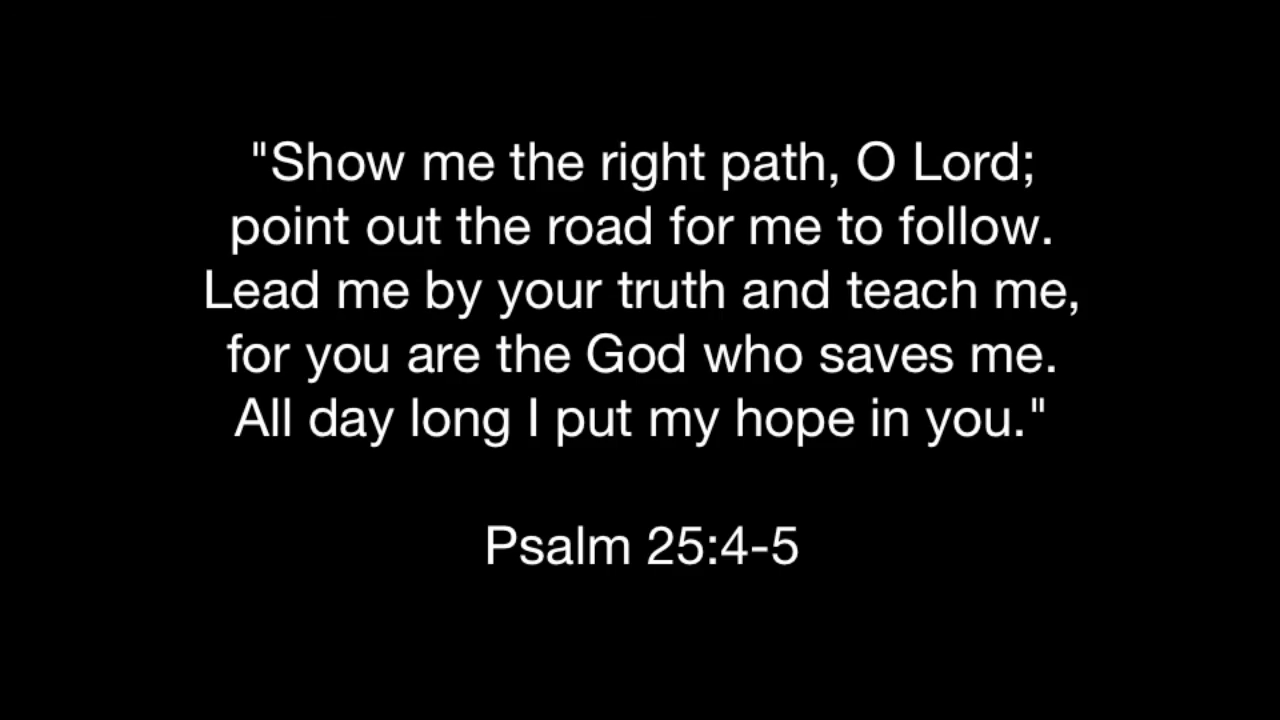 "Show me the right path, O Lord;
point out the road for me to follow.
Lead me by your truth and teach me,
for you are the God who saves me.
All day long I put my hope in you."
Psalm 25:4-5